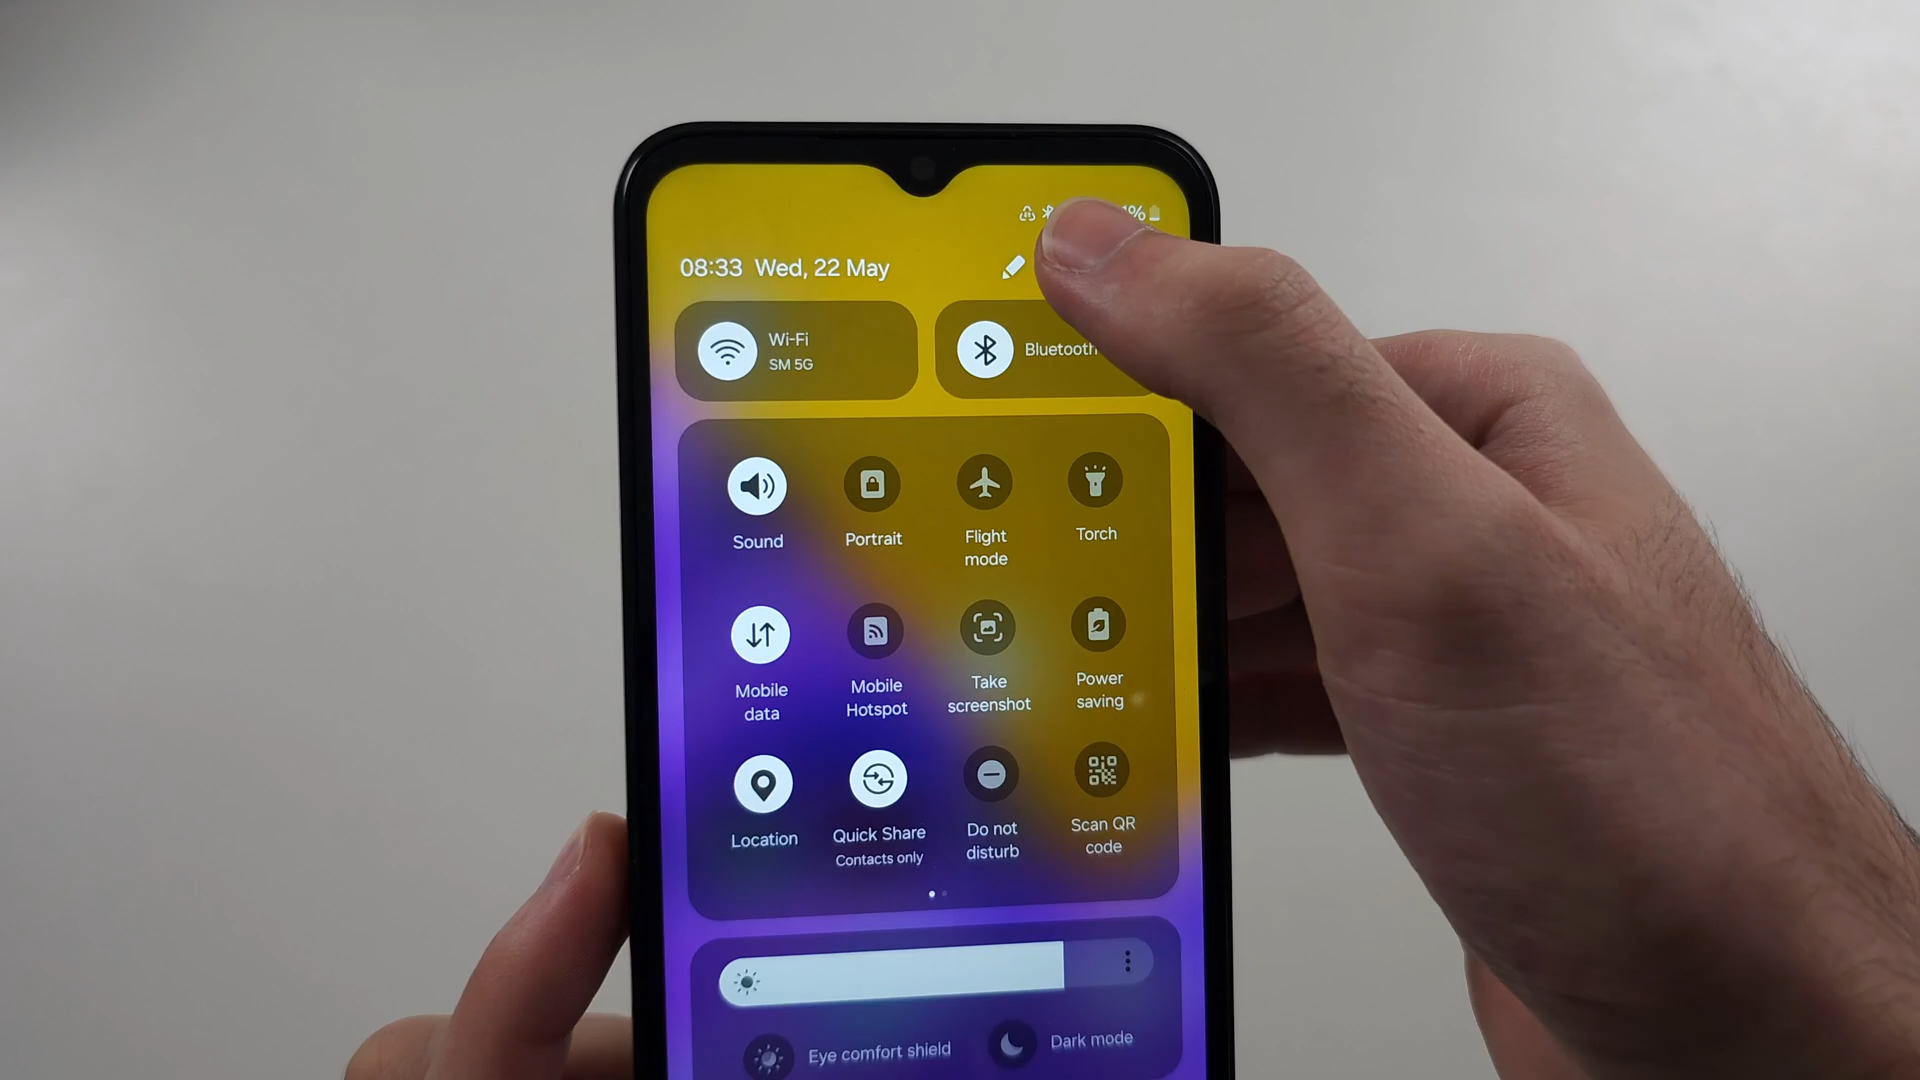 08:33 Wed, 22 May
Wi-Fi
SM 5G
Bluetooth
Sound
Portrait
Flight
mode
Torch
Mobile
data
Mobile
Hotspot
Take
screenshot
Power
saving
Location
Quick Share
Contacts only
Do not
disturb
Scan QR
code
Eye comfort shield
Dark mode